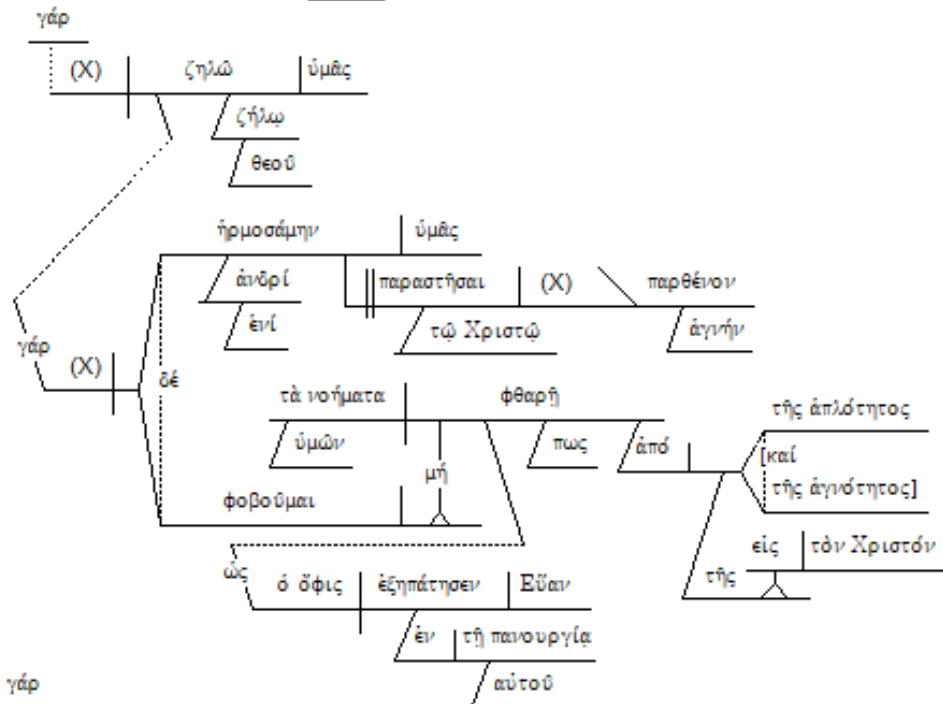 γάρ
(X) ζηλῶ ὑμᾶς
ζήλῳ
θεοῦ
ἡρμοσάμην ὑμᾶς
ἀνδρί παραστῆσαι (X) παρθένον
ἑνί τῷ Χριστῷ ἁγνήν
γάρ (X) δέ
τὰ νοήματα φθαρῇ τῆς ἁπλότητος
ὑμῶν πως ἀπό [καί
μή
φοβοῦμαι τῆς ἁγνότητος]
εἰς τὸν Χριστόν
ὡς ὁ ὄφις ἐξηπάτησεν Εὕαν τῆς
ἐν τῇ πανουργίᾳ
αὐτοῦ
γάρ